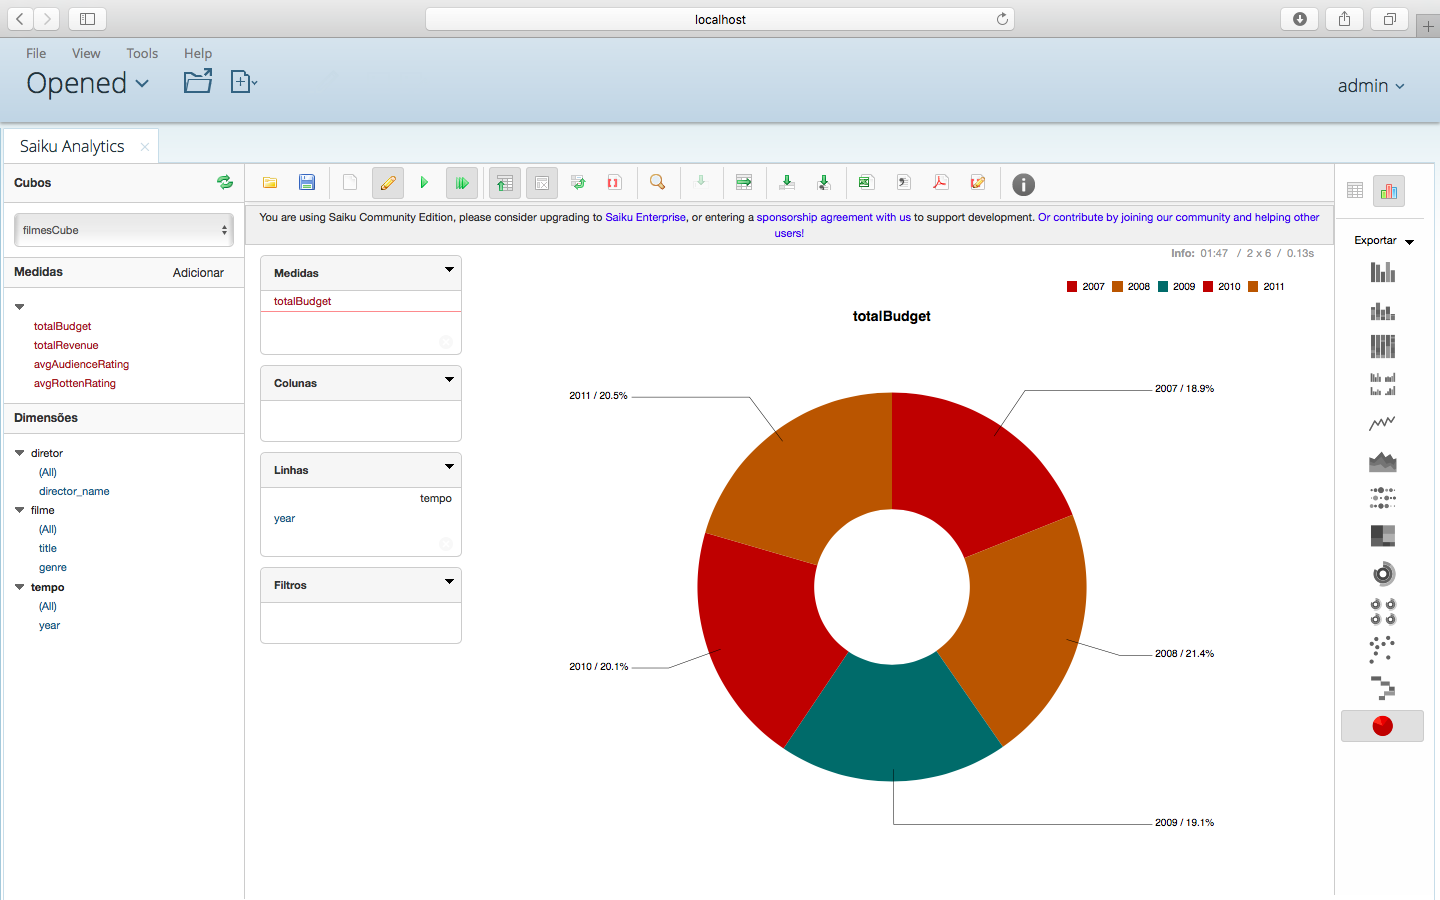 localhost
File View Tools Help
Opened
admin
Saiku Analytics
Cubos
filmesCube
Medidas Adicionar
totalBudget
totalRevenue
avgAudienceRating
avgRottenRating
Dimensões
diretor
(All)
director_name
filme
(All)
title
genre
tempo
(All)
year
You are using Saiku Community Edition, please consider upgrading to Saiku Enterprise, or entering a sponsorship agreement with us to support development. Or contribute by joining our community and helping other
users!
Info: 01:47 / 2 x 6 / 0.13s
Medidas
totalBudget
Colunas
Linhas
tempo
year
Filtros
2007 2008 2009 2010 2011
totalBudget
2011 / 20.5%
2007 / 18.9%
2010 / 20.1%
2008 / 21.4%
2009 / 19.1%
Exportar